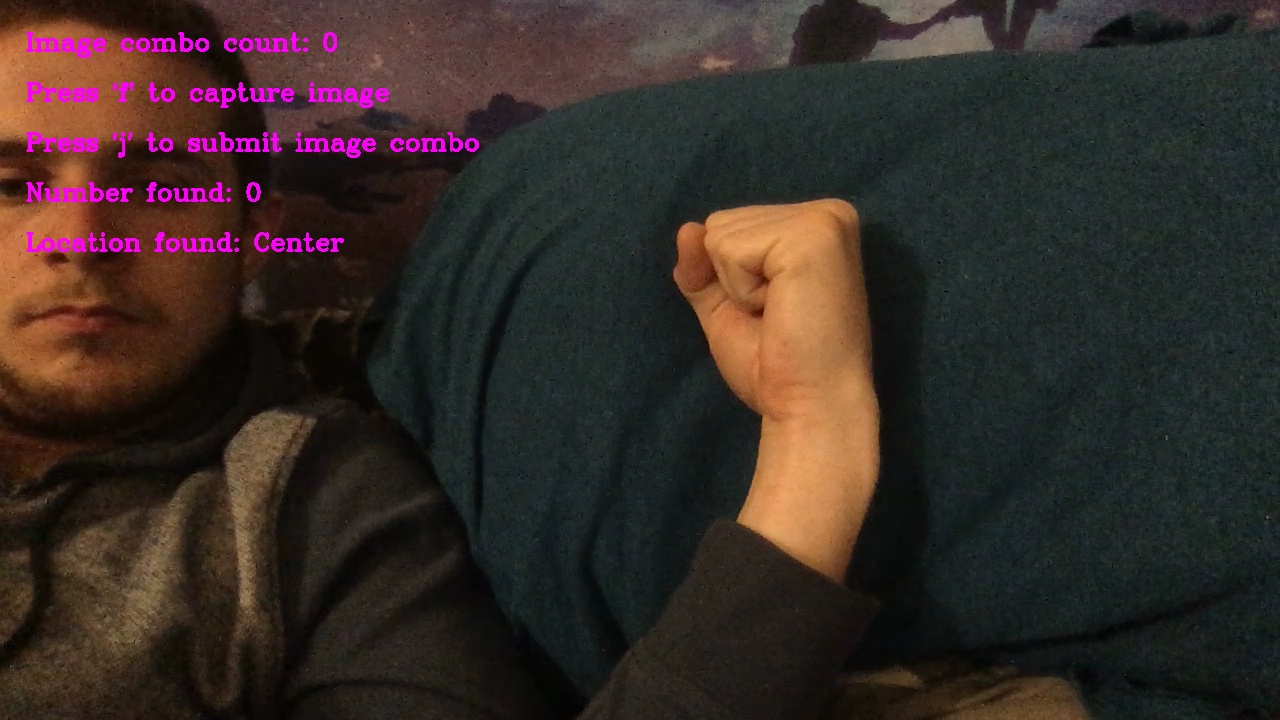 Image combo count: 0
Press 'f' to capture image
Press 'j' to submit image combo
Number found: 0
Location found: Center